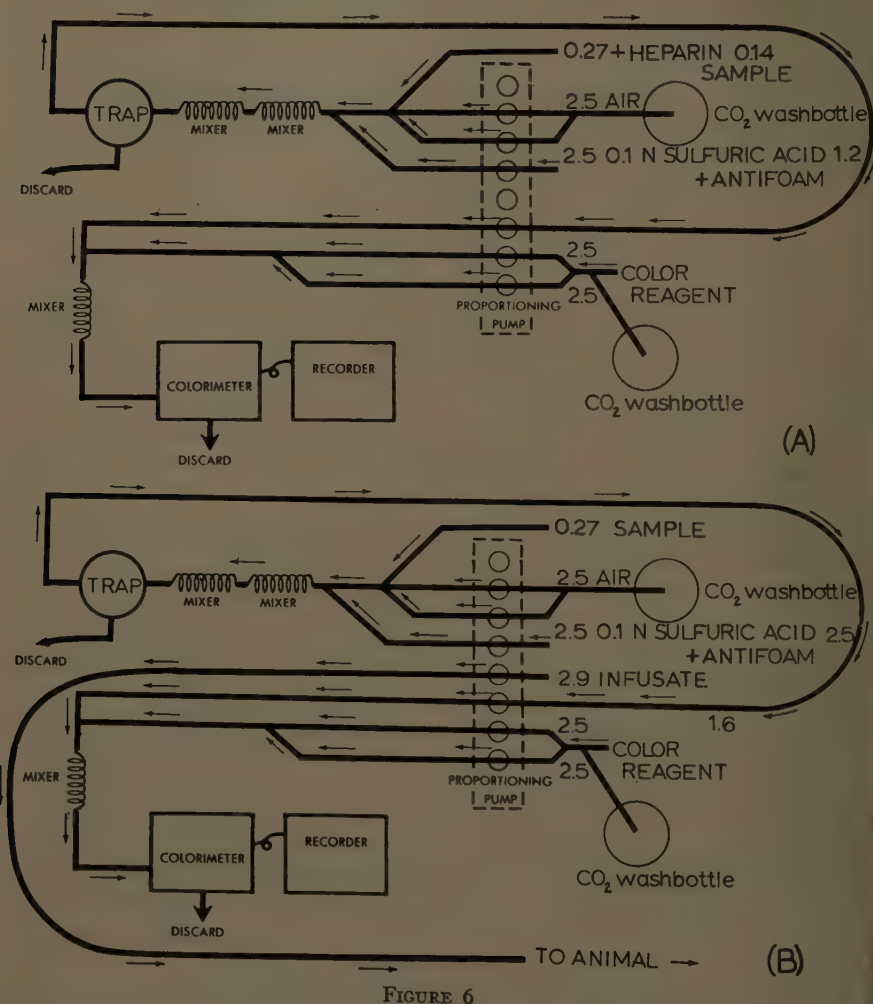 0.27 + HEPARIN 0.14
SAMPLE
TRAP
MIXER
MIXER
2.5 AIR
CO2 washbottle
2.5 0.1 N SULFURIC ACID 1.2
+ ANTIFOAM
DISCARD
2.5
COLOR
REAGENT
2.5
MIXER
PROPORTIONING
PUMP
COLORIMETER
RECORDER
CO2 washbottle
DISCARD
(A)
0.27 SAMPLE
TRAP
MIXER
MIXER
2.5 AIR
CO2 washbottle
2.5 0.1 N SULFURIC ACID 2.5
+ ANTIFOAM
DISCARD
2.9 INFUSATE
1.6
2.5
COLOR
REAGENT
2.5
MIXER
PROPORTIONING
PUMP
COLORIMETER
RECORDER
CO2 washbottle
DISCARD
TO ANIMAL
(B)
FIGURE 6